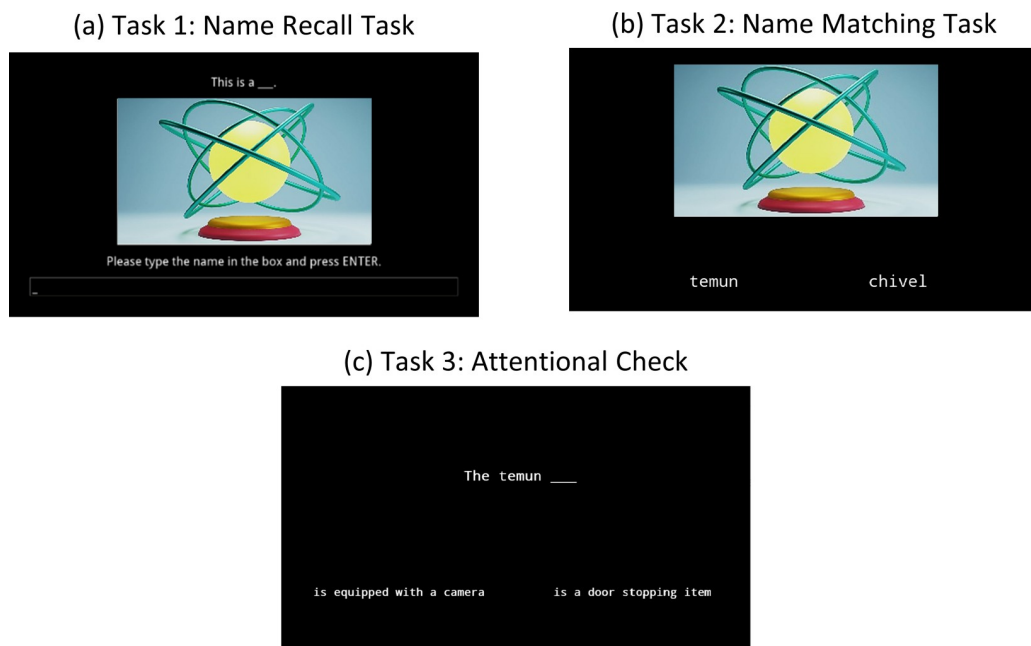 (a) Task 1: Name Recall Task
This is a ___.
Please type the name in the box and press ENTER.
_
(b) Task 2: Name Matching Task
temun chivel
(c) Task 3: Attentional Check
The temun ___
is equipped with a camera is a door stopping item